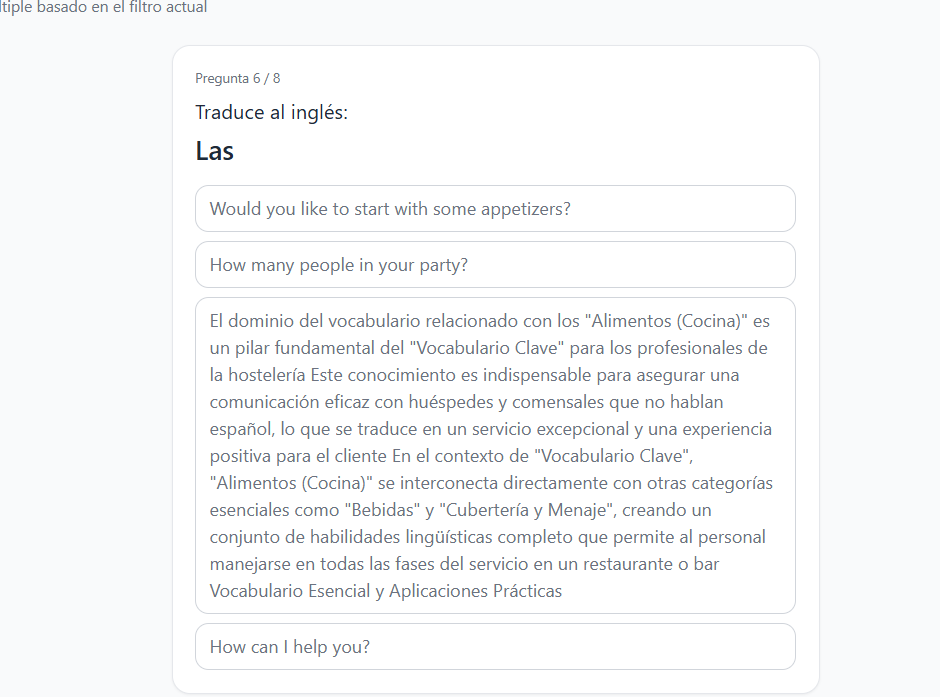 tiple basado en el filtro actual
Pregunta 6 / 8
Traduce al inglés:
Las
Would you like to start with some appetizers?
How many people in your party?
El dominio del vocabulario relacionado con los "Alimentos (Cocina)" es
un pilar fundamental del "Vocabulario Clave" para los profesionales de
la hostelería Este conocimiento es indispensable para asegurar una
comunicación eficaz con huéspedes y comensales que no hablan
español, lo que se traduce en un servicio excepcional y una experiencia
positiva para el cliente En el contexto de "Vocabulario Clave",
"Alimentos (Cocina)" se interconecta directamente con otras categorías
esenciales como "Bebidas" y "Cubertería y Menaje", creando un
conjunto de habilidades lingüísticas completo que permite al personal
manejarse en todas las fases del servicio en un restaurante o bar
Vocabulario Esencial y Aplicaciones Prácticas
How can I help you?